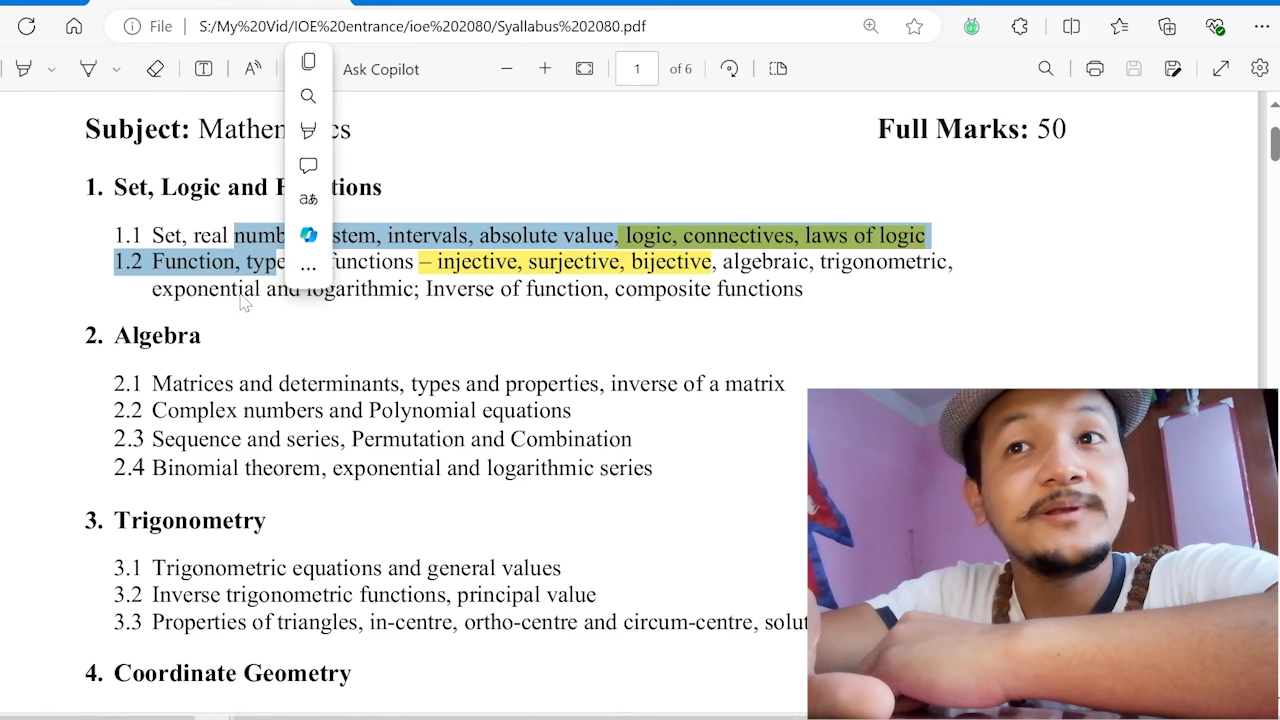 File S:/My%20Vid/IOE%20entrance/ioe%202080/Syallabus%202080.pdf
Ask Copilot 1 of 6
Subject: Mathem cs Full Marks: 50
1. Set, Logic and F tions
1.1 Set, real numb stem, intervals, absolute value, logic, connectives, laws of logic
1.2 Function, type functions – injective, surjective, bijective, algebraic, trigonometric,
exponential and logarithmic; Inverse of function, composite functions
2. Algebra
2.1 Matrices and determinants, types and properties, inverse of a matrix
2.2 Complex numbers and Polynomial equations
2.3 Sequence and series, Permutation and Combination
2.4 Binomial theorem, exponential and logarithmic series
3. Trigonometry
3.1 Trigonometric equations and general values
3.2 Inverse trigonometric functions, principal value
3.3 Properties of triangles, in-centre, ortho-centre and circum-centre, solut
4. Coordinate Geometry